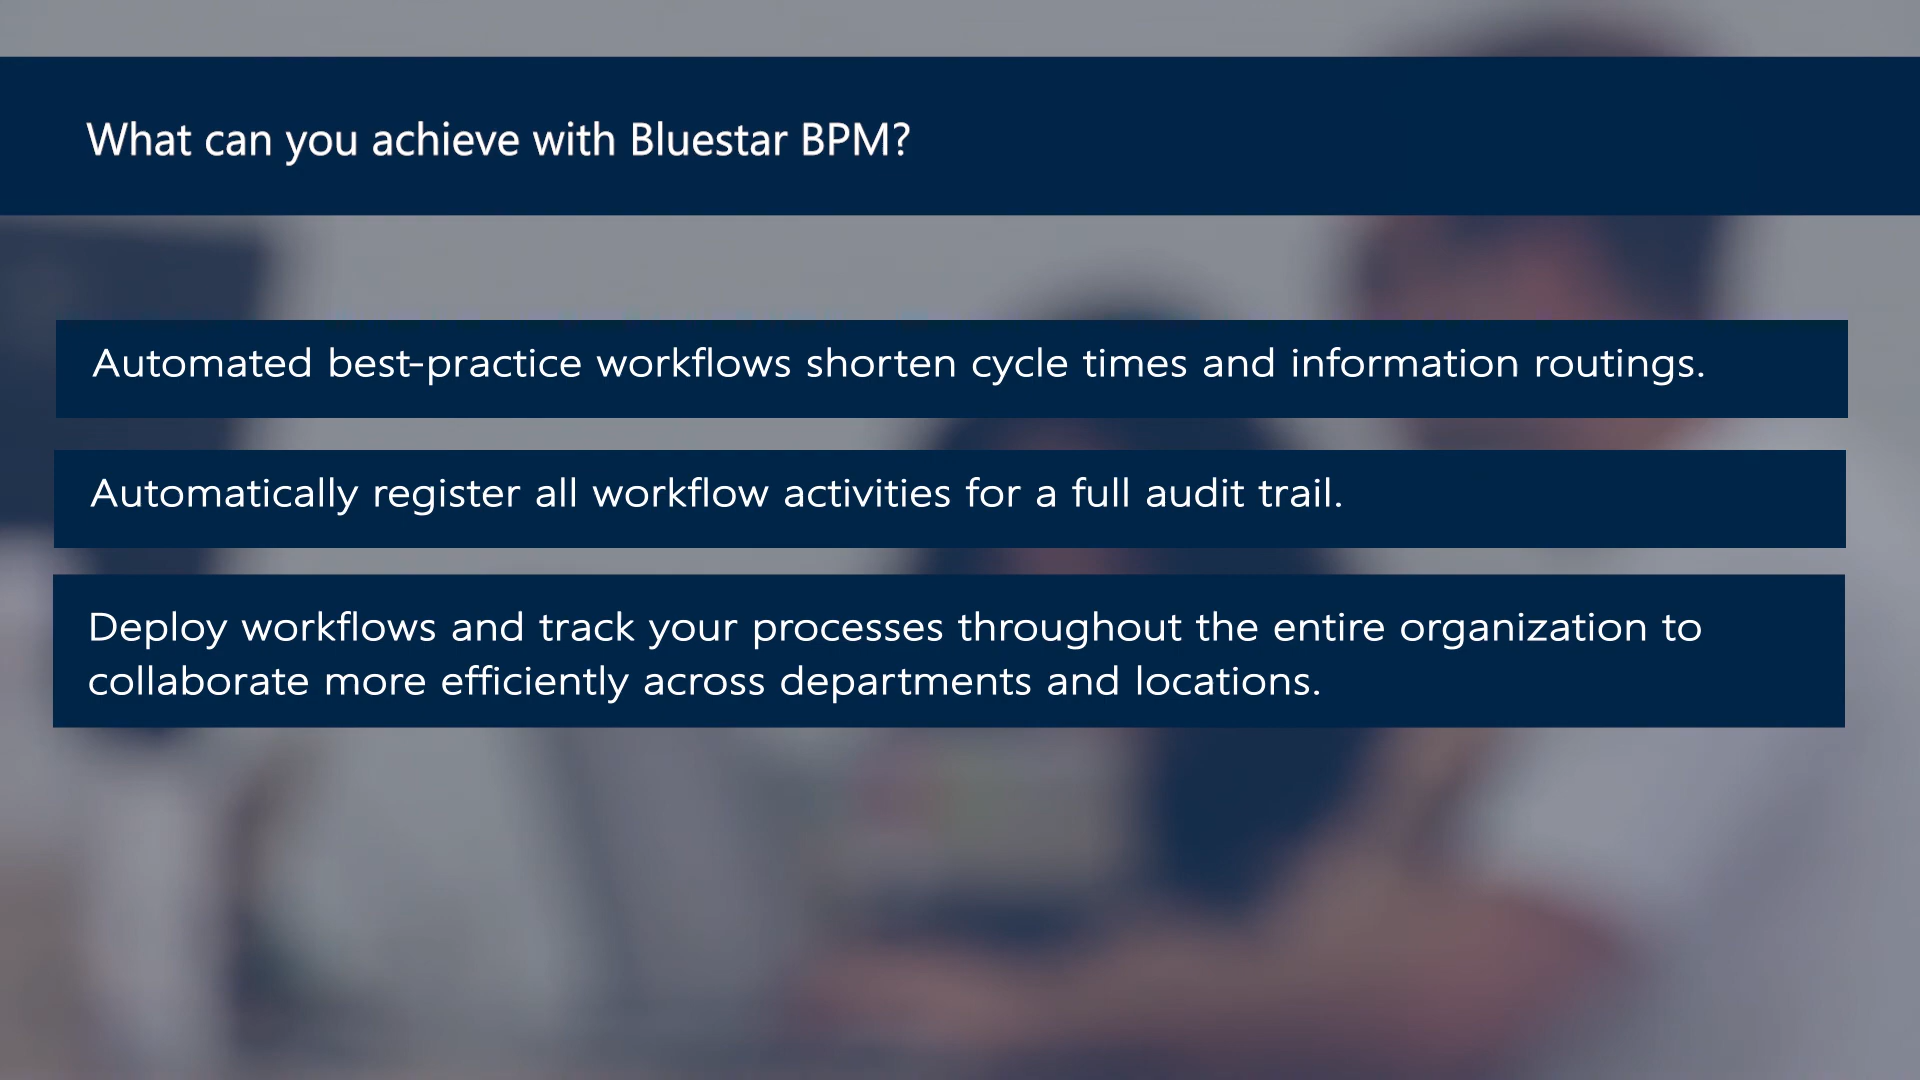 What can you achieve with Bluestar BPM?
Automated best-practice workflows shorten cycle times and information routings.
Automatically register all workflow activities for a full audit trail.
Deploy workflows and track your processes throughout the entire organization to
collaborate more efficiently across departments and locations.